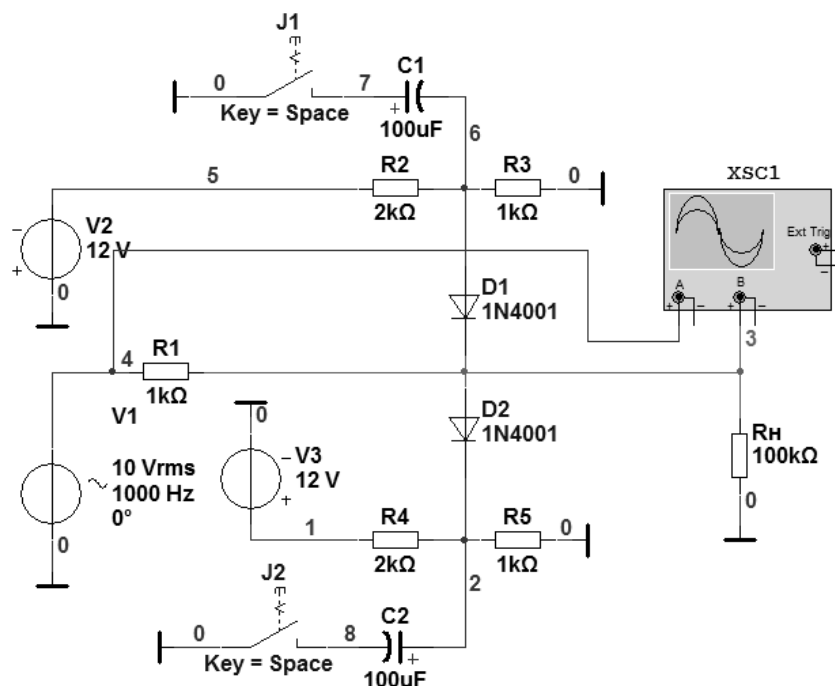 J1
0
7
C1
Key = Space
+
100uF
6
5
R2
R3
0
2kΩ
1kΩ
XSC1
Ext Trig
+
−
−
V2
12 V
+
0
A
B
+
−
+
−
D1
1N4001
3
4
R1
1kΩ
V1
0
D2
1N4001
−
V3
12 V
+
Rн
100kΩ
10 Vrms
1000 Hz
0°
0
0
1
R4
R5
0
2kΩ
1kΩ
2
J2
C2
0
8
Key = Space
+
100uF